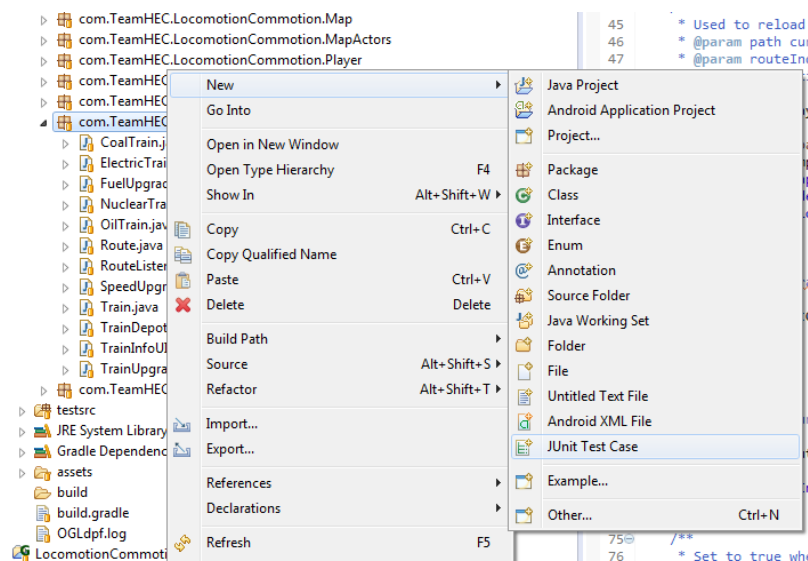 com.TeamHEC.LocomotionCommotion.Map
com.TeamHEC.LocomotionCommotion.MapActors
com.TeamHEC.LocomotionCommotion.Player
com.TeamHEC
com.TeamHEC
com.TeamHEC
CoalTrain.j
ElectricTrai
FuelUpgrad
NuclearTra
OilTrain.jav
Route.java
RouteLister
SpeedUpgr
Train.java
TrainDepot
TrainInfoUI
TrainUpgra
com.TeamHEC
testsrc
JRE System Library
Gradle Dependenc
assets
build
build.gradle
OGLdpf.log
LocomotionCommoti
New
Go Into
Open in New Window
Open Type Hierarchy F4
Show In Alt+Shift+W
Copy Ctrl+C
Copy Qualified Name
Paste Ctrl+V
Delete Delete
Build Path
Source Alt+Shift+S
Refactor Alt+Shift+T
Import...
Export...
References
Declarations
Refresh F5
Java Project
Android Application Project
Project...
Package
Class
Interface
Enum
Annotation
Source Folder
Java Working Set
Folder
File
Untitled Text File
Android XML File
JUnit Test Case
Example...
Other... Ctrl+N
45 * Used to reload
46 * @param path cur
47 * @param routeInd
75 /**
76 * Set to true whe